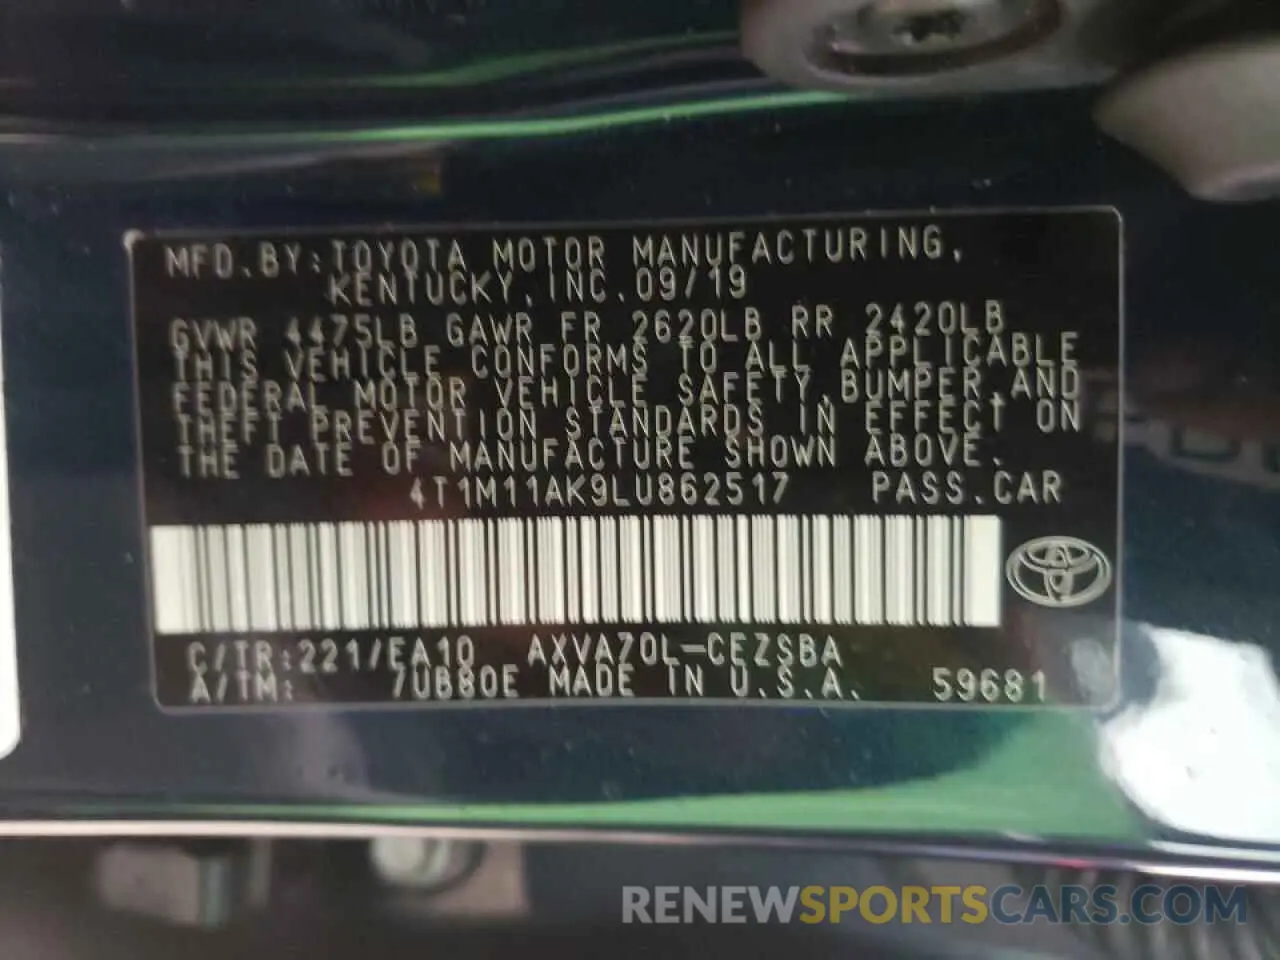 MFD.BY:TOYOTA MOTOR MANUFACTURING,
KENTUCKY,INC.09/19
GVWR 4475LB GAWR FR 2620LB RR 2420LB
THIS VEHICLE CONFORMS TO ALL APPLICABLE
FEDERAL MOTOR VEHICLE SAFETY,BUMPER,AND
THEFT PREVENTION STANDARDS IN EFFECT ON
THE DATE OF MANUFACTURE SHOWN ABOVE.
4T1M11AK9LU862517 PASS.CAR
C/TR:221/EA10 AXVA70L-CEZSBA
A/TM: /UB80E MADE IN U.S.A. 59681
RENEWSPORTSCARS.COM